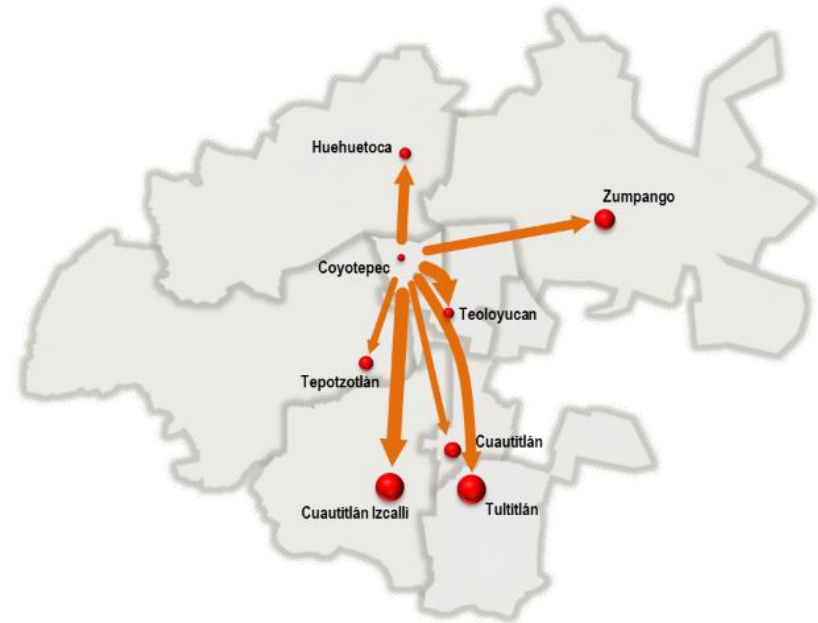 Huehuetoca
Zumpango
Coyotepec
Teoloyucan
Tepotzotlán
Cuautitlán
Cuautitlán Izcalli
Tultitlán